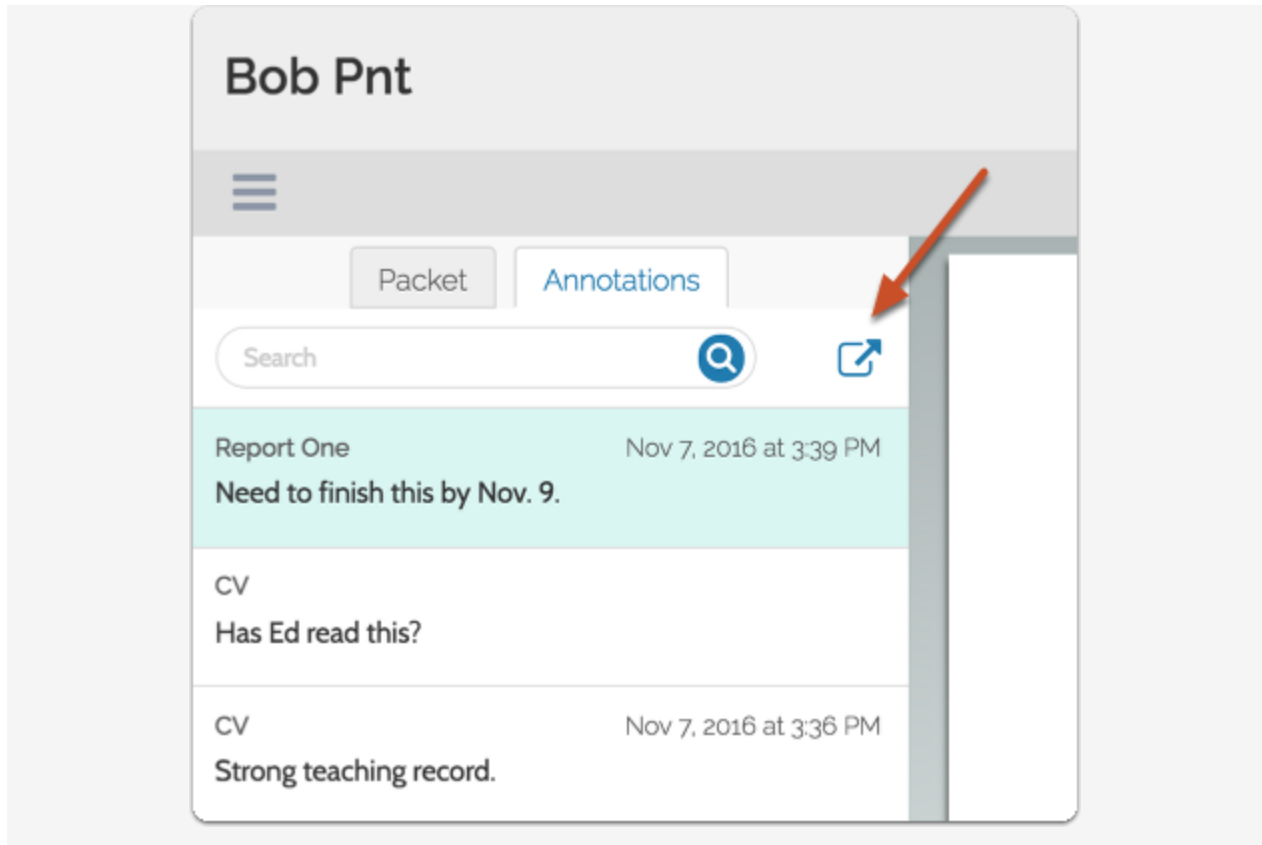 Bob Pnt
Packet Annotations
Search
Report One Nov 7, 2016 at 3:39 PM
Need to finish this by Nov. 9.
CV
Has Ed read this?
CV Nov 7, 2016 at 3:36 PM
Strong teaching record.